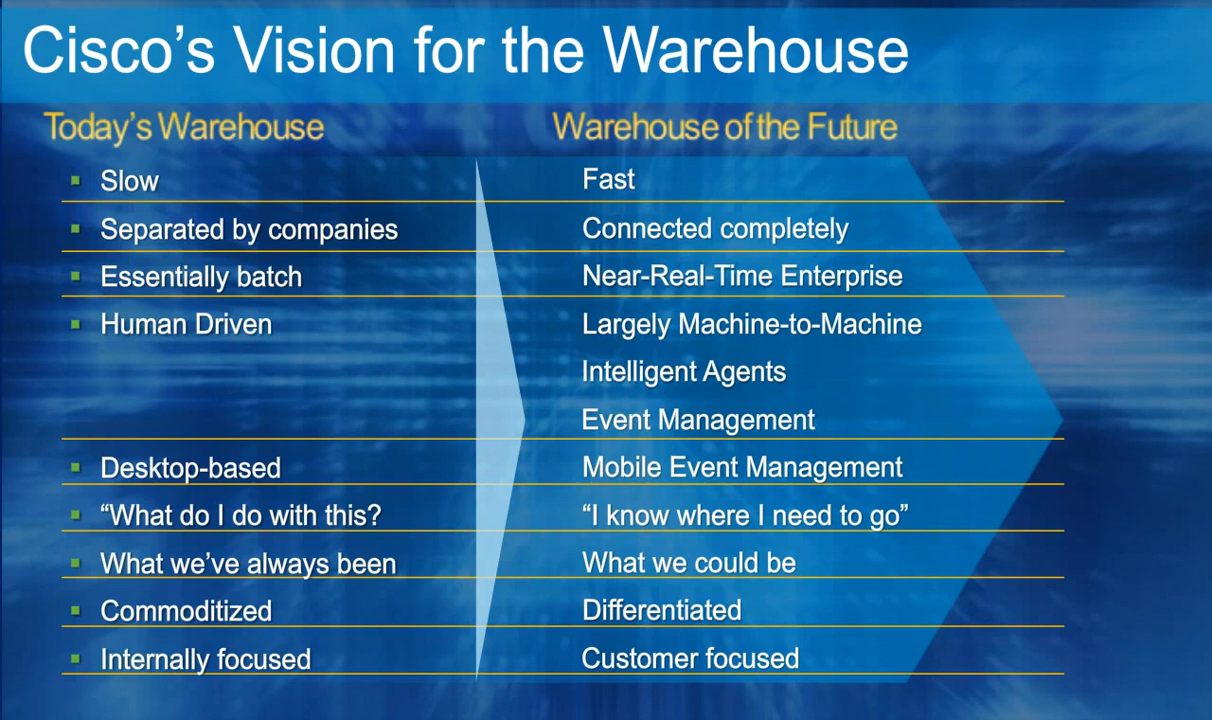 Cisco’s Vision for the Warehouse
Today’s Warehouse Warehouse of the Future
Slow Fast
Separated by companies Connected completely
Essentially batch Near-Real-Time Enterprise
Human Driven Largely Machine-to-Machine
Intelligent Agents
Event Management
Desktop-based Mobile Event Management
“What do I do with this? “I know where I need to go”
What we’ve always been What we could be
Commoditized Differentiated
Internally focused Customer focused